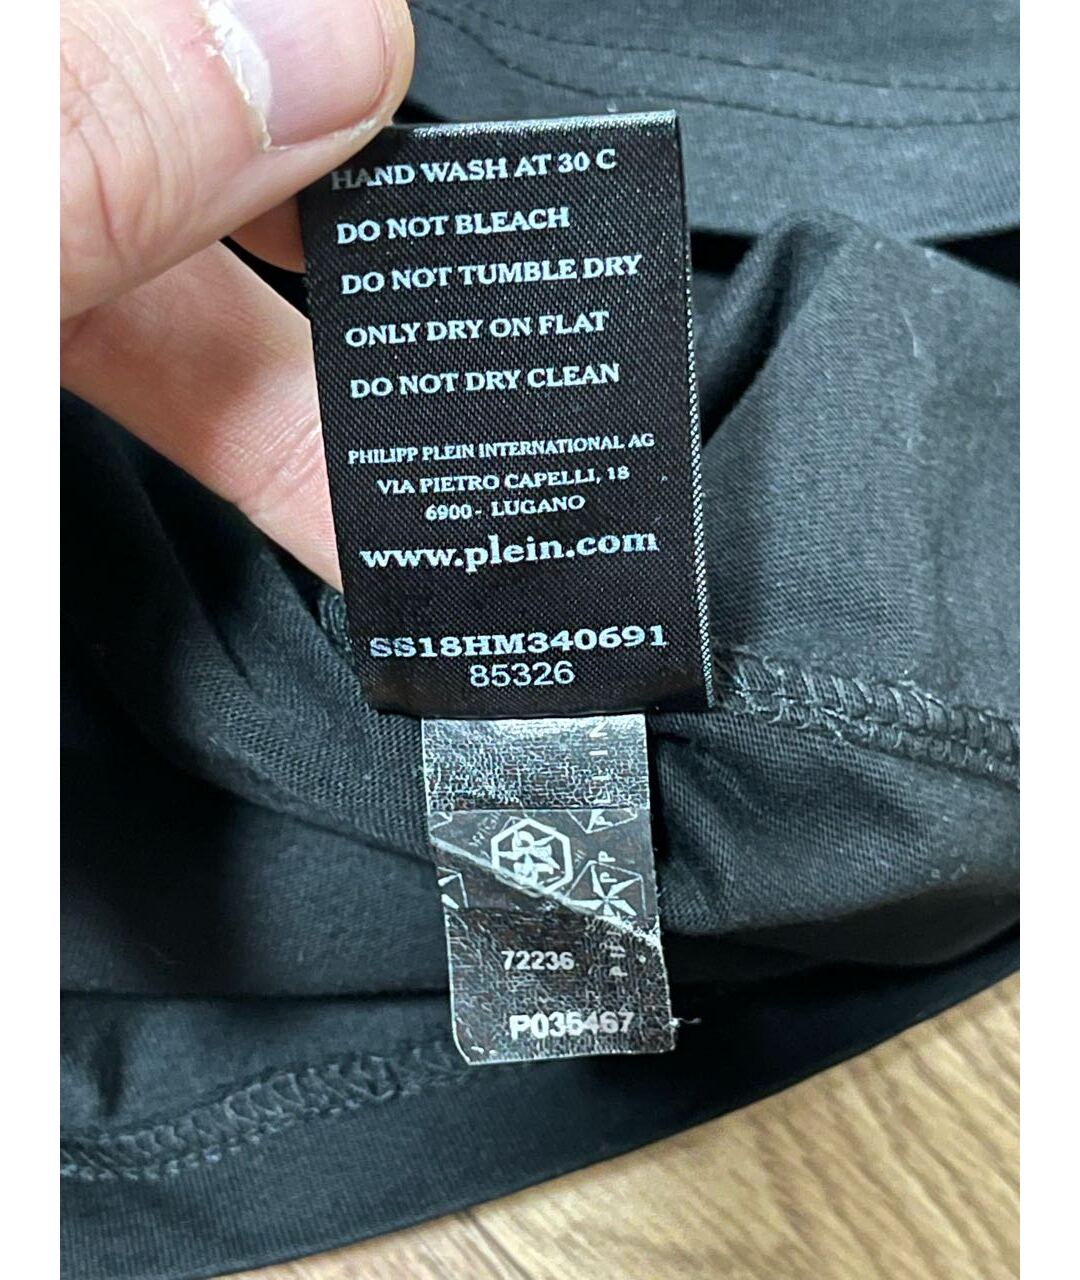 HAND WASH AT 30 C
DO NOT BLEACH
DO NOT TUMBLE DRY
ONLY DRY ON FLAT
DO NOT DRY CLEAN
PHILIPP PLEIN INTERNATIONAL AG
VIA PIETRO CAPELLI, 18
6900 - LUGANO
www.plein.com
SS18HM340691
85326
72236
P035467